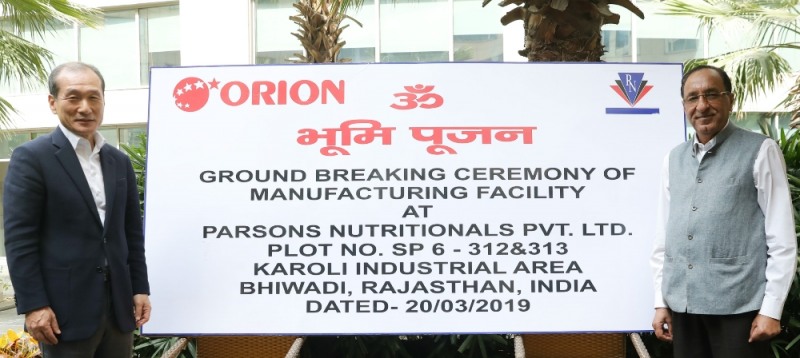 ORION ॐ RN
भूमि पूजन
GROUND BREAKING CEREMONY OF
MANUFACTURING FACILITY
AT
PARSONS NUTRITIONALS PVT. LTD.
PLOT NO. SP 6 - 312&313
KAROLI INDUSTRIAL AREA
BHIWADI, RAJASTHAN, INDIA
DATED- 20/03/2019